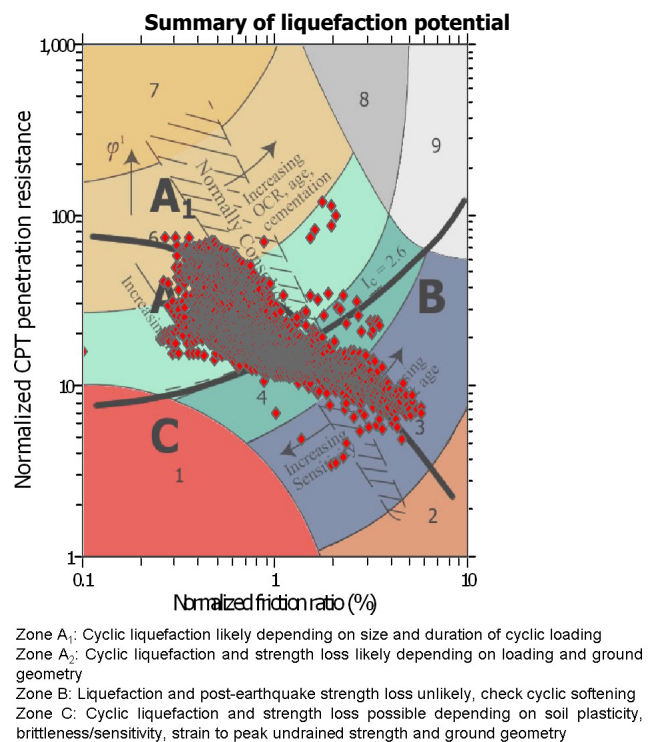 Summary of liquefaction potential
1,000
7
8
9
φ'
Increasing
OCR, age,
cementation
Normally
A1
100
6
Ic = 2.6
B
A
Increasing
Normalized CPT penetration resistance
10
4
age
3
C
Increasing
1
2
1
0.1
1
10
Normalized friction ratio (%)
Zone A1: Cyclic liquefaction likely depending on size and duration of cyclic loading
Zone A2: Cyclic liquefaction and strength loss likely depending on loading and ground
geometry
Zone B: Liquefaction and post-earthquake strength loss unlikely, check cyclic softening
Zone C: Cyclic liquefaction and strength loss possible depending on soil plasticity,
brittleness/sensitivity, strain to peak undrained strength and ground geometry